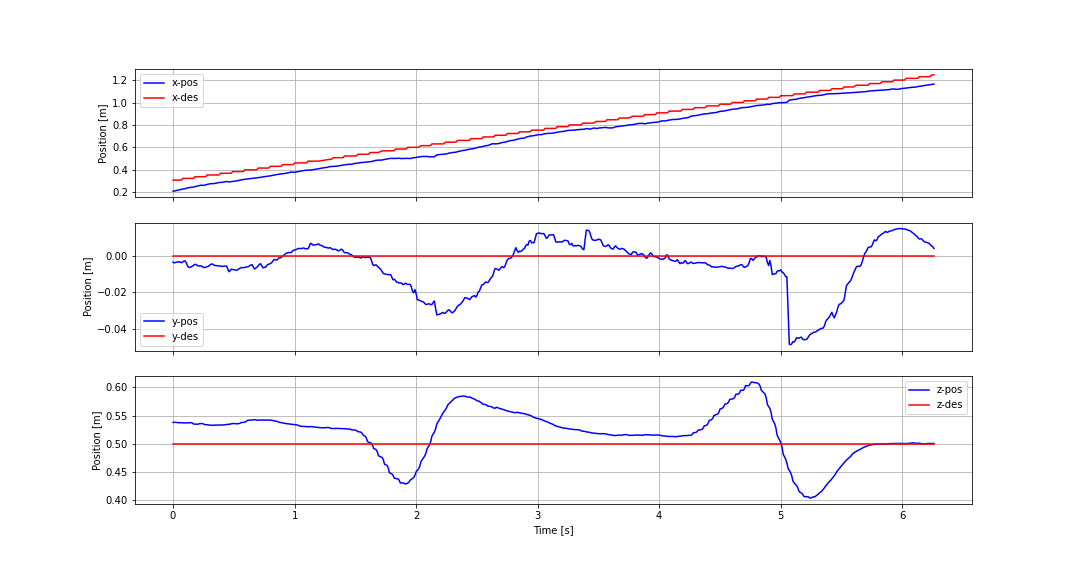 Position [m]
1.2
1.0
0.8
0.6
0.4
0.2
x-pos
x-des
Position [m]
0.00
−0.02
−0.04
y-pos
y-des
Position [m]
0.60
0.55
0.50
0.45
0.40
z-pos
z-des
0 1 2 3 4 5 6
Time [s]